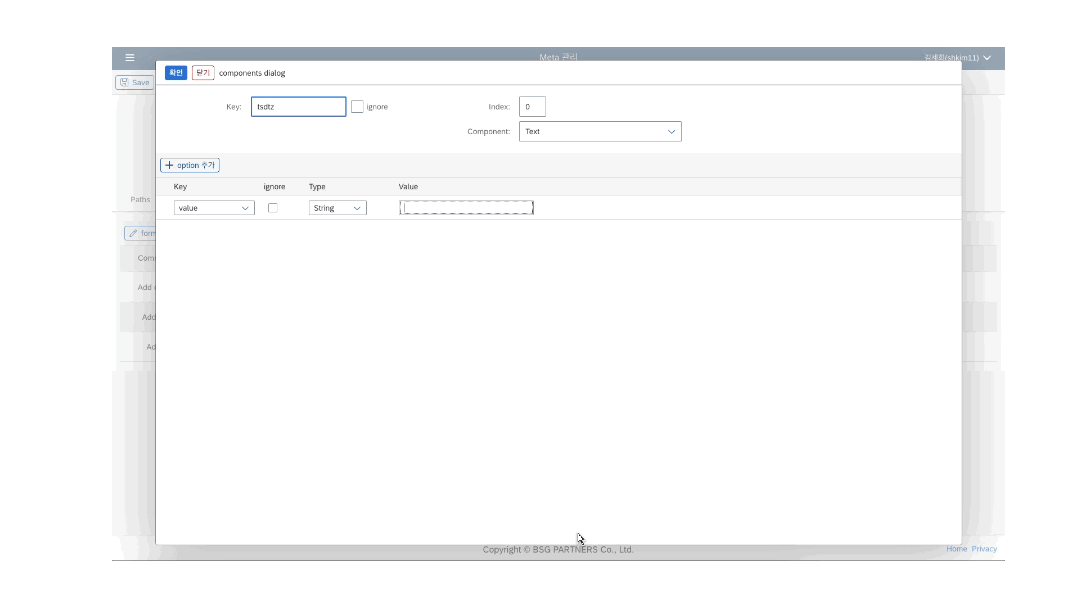 Meta 관리
김세희(shkim11)
Save
확인 닫기 components dialog
Key: tsdtz ignore Index: 0
Component: Text
option 추가
Key ignore Type Value
value String
Paths
form
Com
Add
Add
Ad
Copyright © BSG PARTNERS Co., Ltd.
Home Privacy